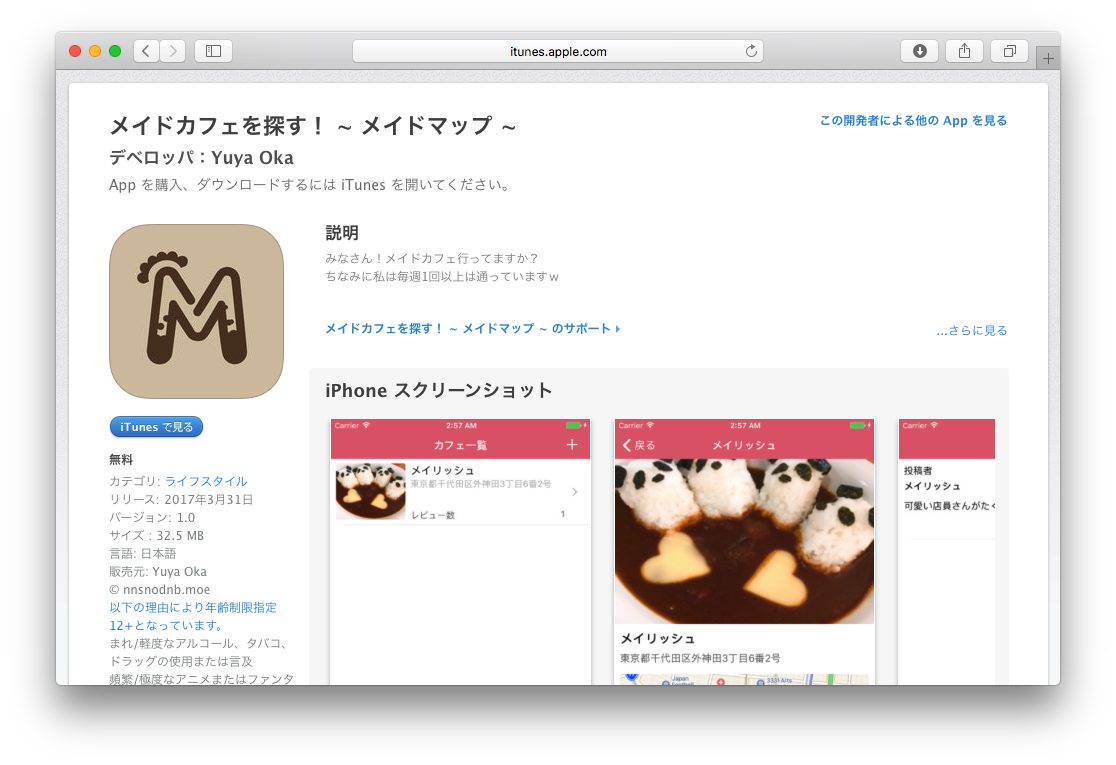 itunes.apple.com
メイドカフェを探す！ ~ メイドマップ ~
この開発者による他の App を見る
デベロッパ：Yuya Oka
App を購入、ダウンロードするには iTunes を開いてください。
M
説明
みなさん！メイドカフェ行ってますか？
ちなみに私は毎週1回以上は通っていますｗ
メイドカフェを探す！ ~ メイドマップ ~ のサポート
...さらに見る
iTunes で見る
無料
カテゴリ: ライフスタイル
リリース: 2017年3月31日
バージョン: 1.0
サイズ : 32.5 MB
言語: 日本語
販売元: Yuya Oka
© nnsnodnb.moe
以下の理由により年齢制限指定
12+となっています。
まれ/軽度なアルコール、タバコ、
ドラッグの使用または言及
頻繁/極度なアニメまたはファンタ
iPhone スクリーンショット
Carrier 2:57 AM
カフェ一覧 +
メイリッシュ
東京都千代田区外神田3丁目6番2号
レビュー数 1
Carrier 2:57 AM
戻る メイリッシュ
メイリッシュ
東京都千代田区外神田3丁目6番2号
Japan
3331 Arts
Carrier
投稿者
メイリッシュ
可愛い店員さんがた